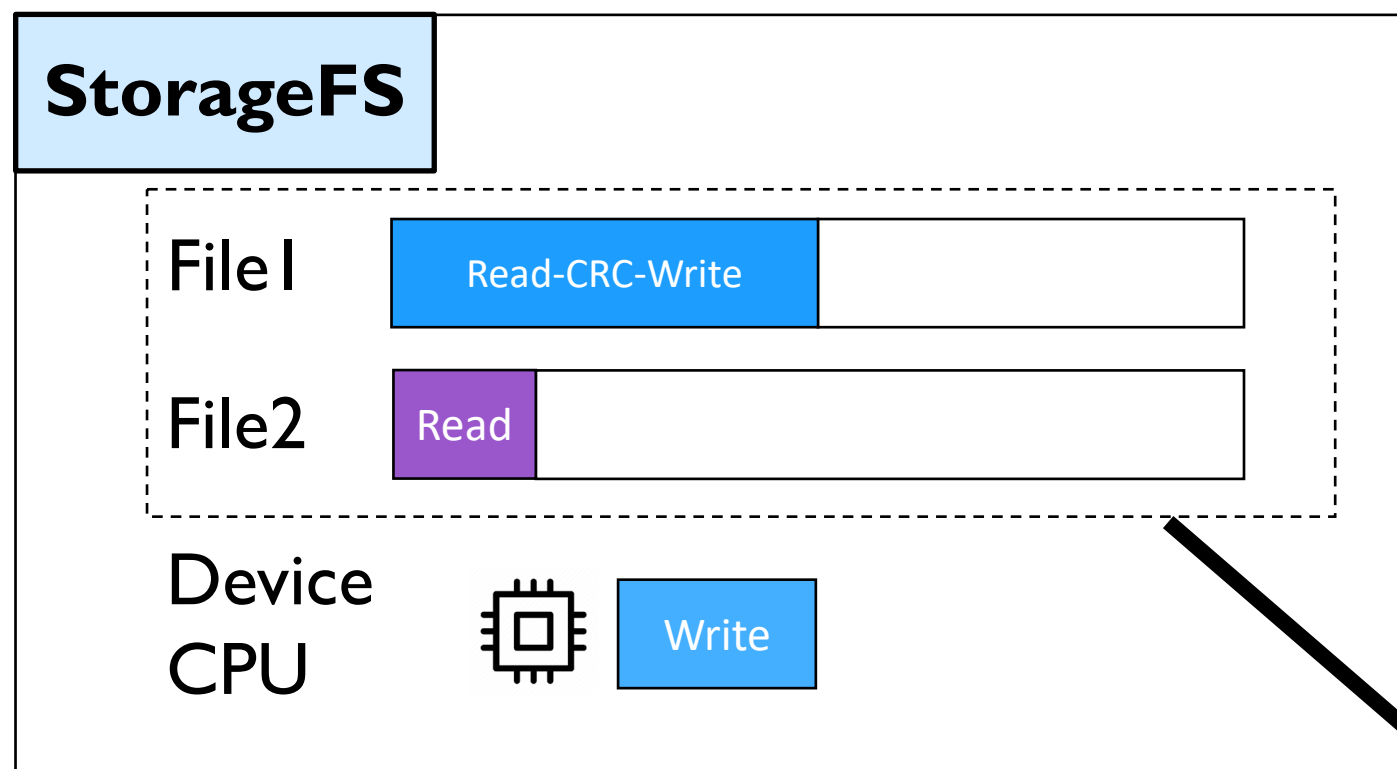 StorageFS
File1
Read-CRC-Write
File2
Read
Device
CPU
Write